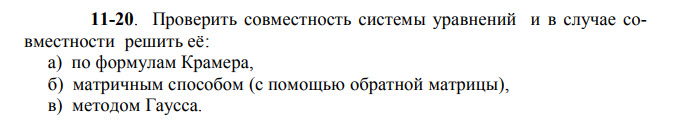 11-20. Проверить совместность системы уравнений и в случае со-
вместности решить её:
а) по формулам Крамера,
б) матричным способом (с помощью обратной матрицы),
в) методом Гаусса.